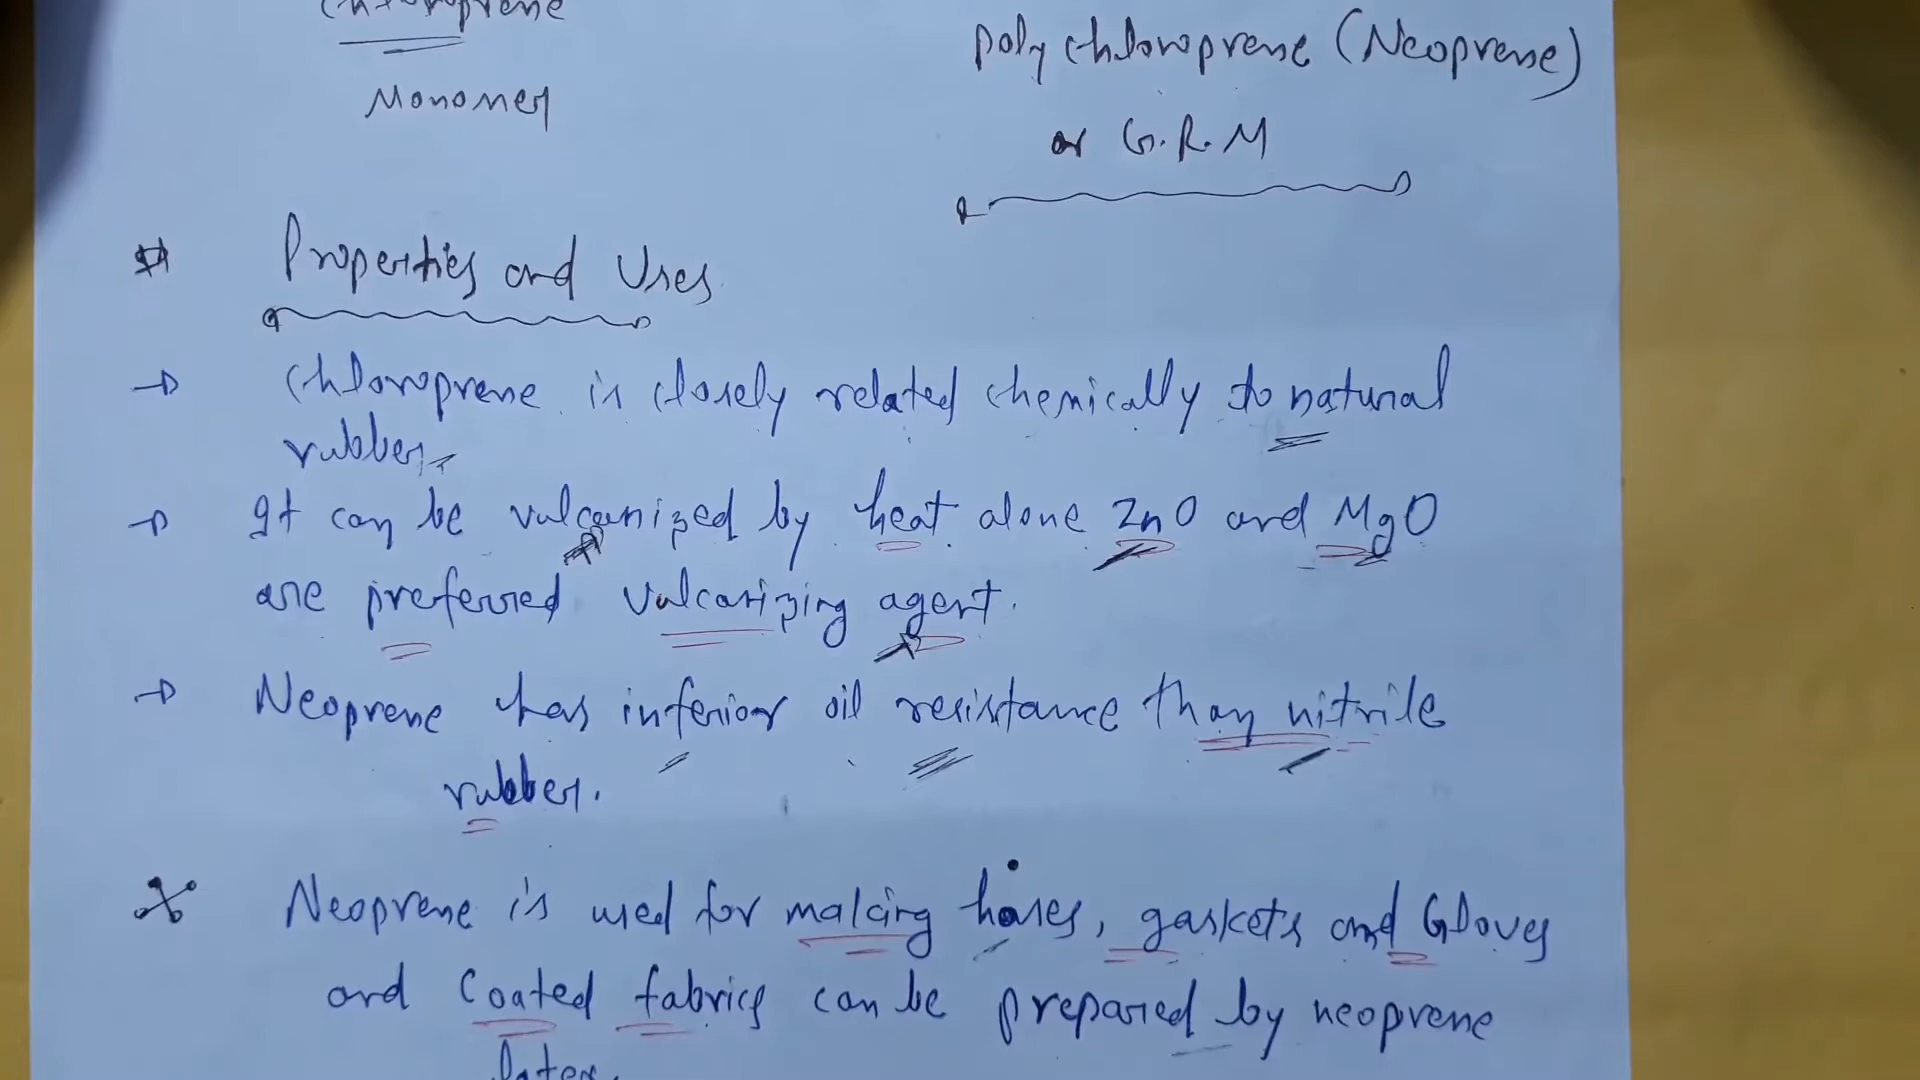 Chloroprene
Monomer
polychloroprene (Neoprene)
or G.R.M
# Properties and Uses
→ Chloroprene is closely related chemically to natural
rubber.
→ It can be vulcanized by heat alone ZnO and MgO
are preferred vulcanizing agent.
→ Neoprene has inferior oil resistance than nitrile
rubber.
Neoprene is used for making hoses, gaskets and Gloves
and Coated fabrics can be prepared by neoprene
latex.